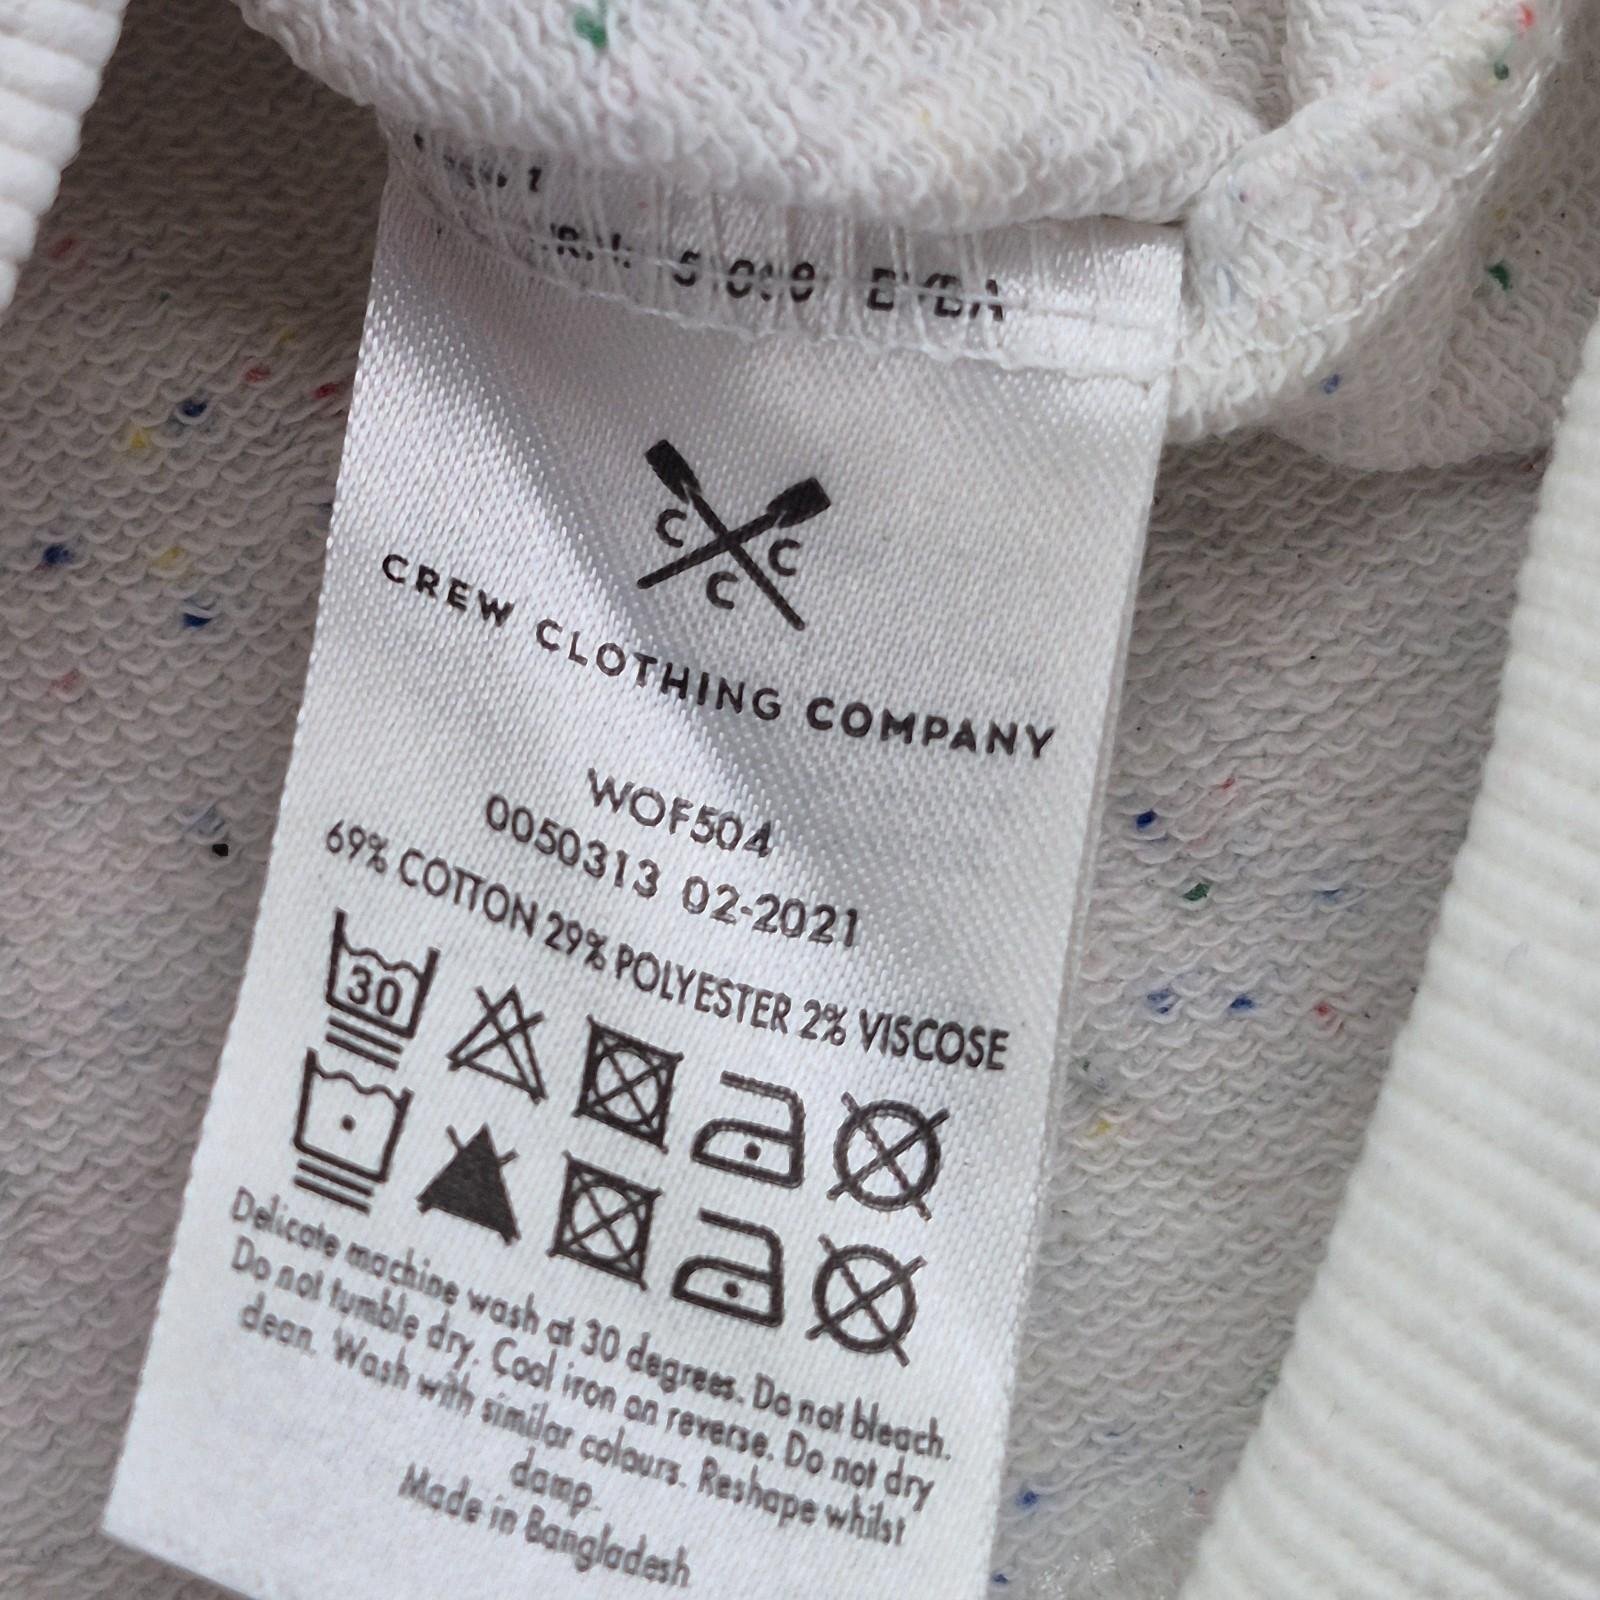 C C
C
CREW CLOTHING COMPANY
WOF504
0050313 02-2021
69% COTTON 29% POLYESTER 2% VISCOSE
30
Delicate machine wash at 30 degrees. Do not bleach.
Do not tumble dry. Cool iron on reverse. Do not dry
clean. Wash with similar colours. Reshape whilst
damp.
Made in Bangladesh